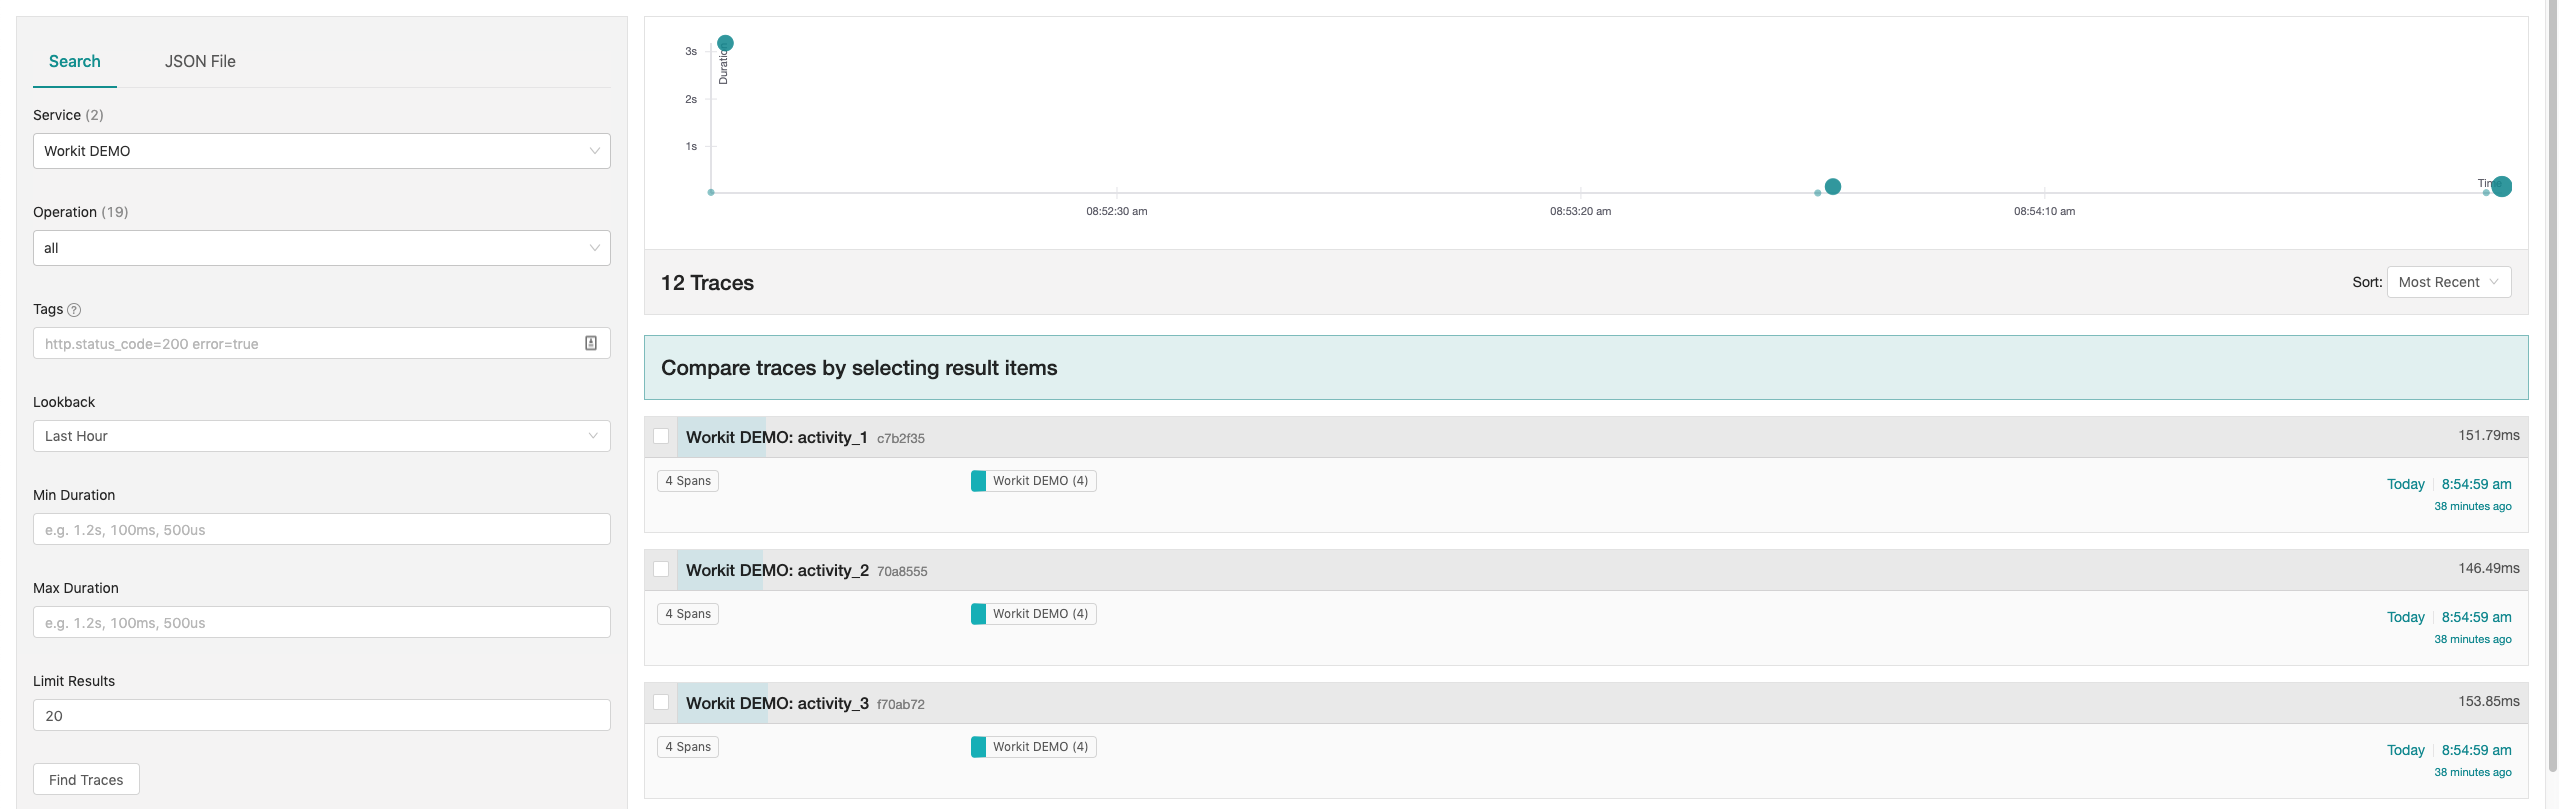 Search
JSON File
Service (2)
Workit DEMO
Operation (19)
all
Tags ?
http.status_code=200 error=true
Lookback
Last Hour
Min Duration
e.g. 1.2s, 100ms, 500us
Max Duration
e.g. 1.2s, 100ms, 500us
Limit Results
20
Find Traces
3s
2s
1s
Duration
Time
08:52:30 am
08:53:20 am
08:54:10 am
12 Traces
Sort: Most Recent
Compare traces by selecting result items
Workit DEMO: activity_1 c7b2f35
151.79ms
4 Spans
Workit DEMO (4)
Today 8:54:59 am
38 minutes ago
Workit DEMO: activity_2 70a8555
146.49ms
4 Spans
Workit DEMO (4)
Today 8:54:59 am
38 minutes ago
Workit DEMO: activity_3 f70ab72
153.85ms
4 Spans
Workit DEMO (4)
Today 8:54:59 am
38 minutes ago